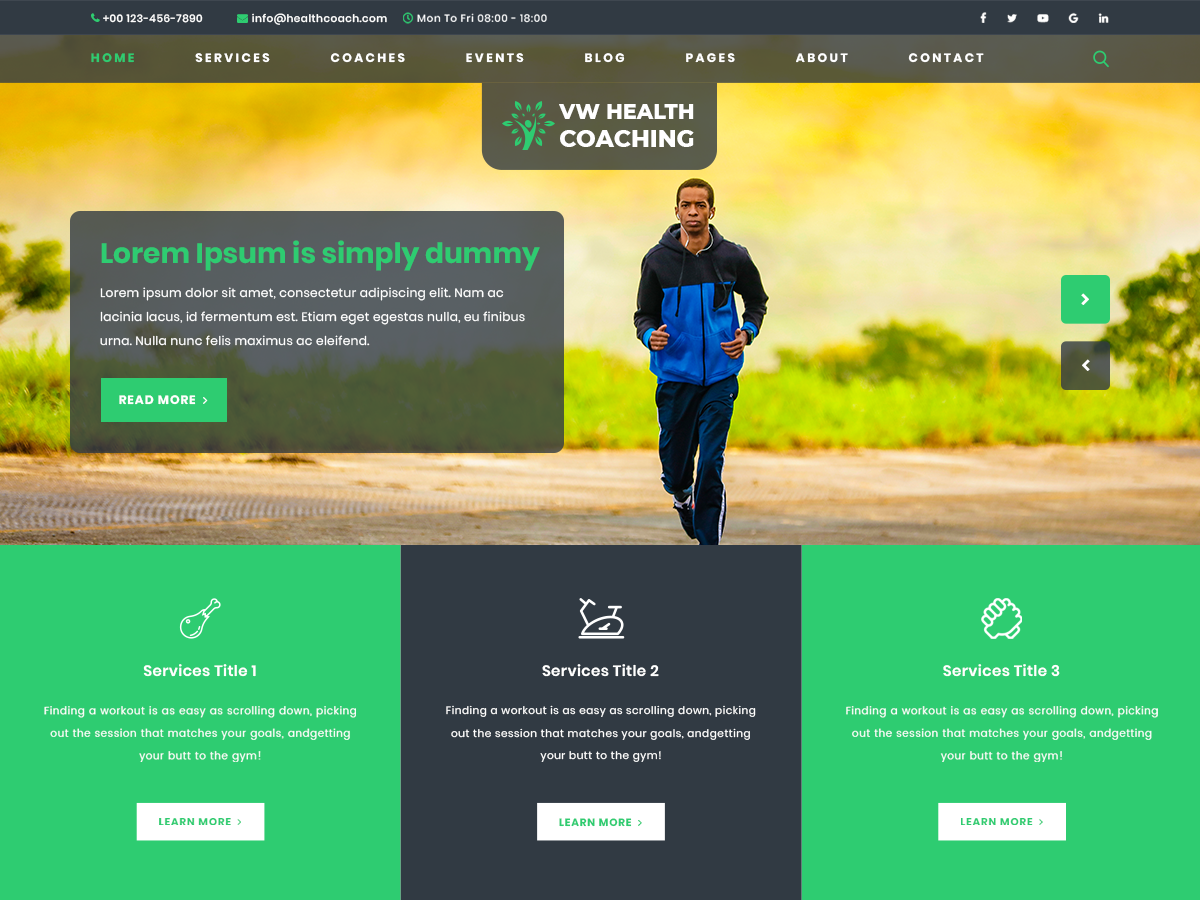 +00 123-456-7890 info@healthcoach.com Mon To Fri 08:00 - 18:00
HOME SERVICES COACHES EVENTS BLOG PAGES ABOUT CONTACT
VW HEALTH
COACHING
Lorem Ipsum is simply dummy
Lorem ipsum dolor sit amet, consectetur adipiscing elit. Nam ac
lacinia lacus, id fermentum est. Etiam eget egestas nulla, eu finibus
urna. Nulla nunc felis maximus ac eleifend.
READ MORE
Services Title 1
Finding a workout is as easy as scrolling down, picking
out the session that matches your goals, andgetting
your butt to the gym!
LEARN MORE
Services Title 2
Finding a workout is as easy as scrolling down, picking
out the session that matches your goals, andgetting
your butt to the gym!
LEARN MORE
Services Title 3
Finding a workout is as easy as scrolling down, picking
out the session that matches your goals, andgetting
your butt to the gym!
LEARN MORE